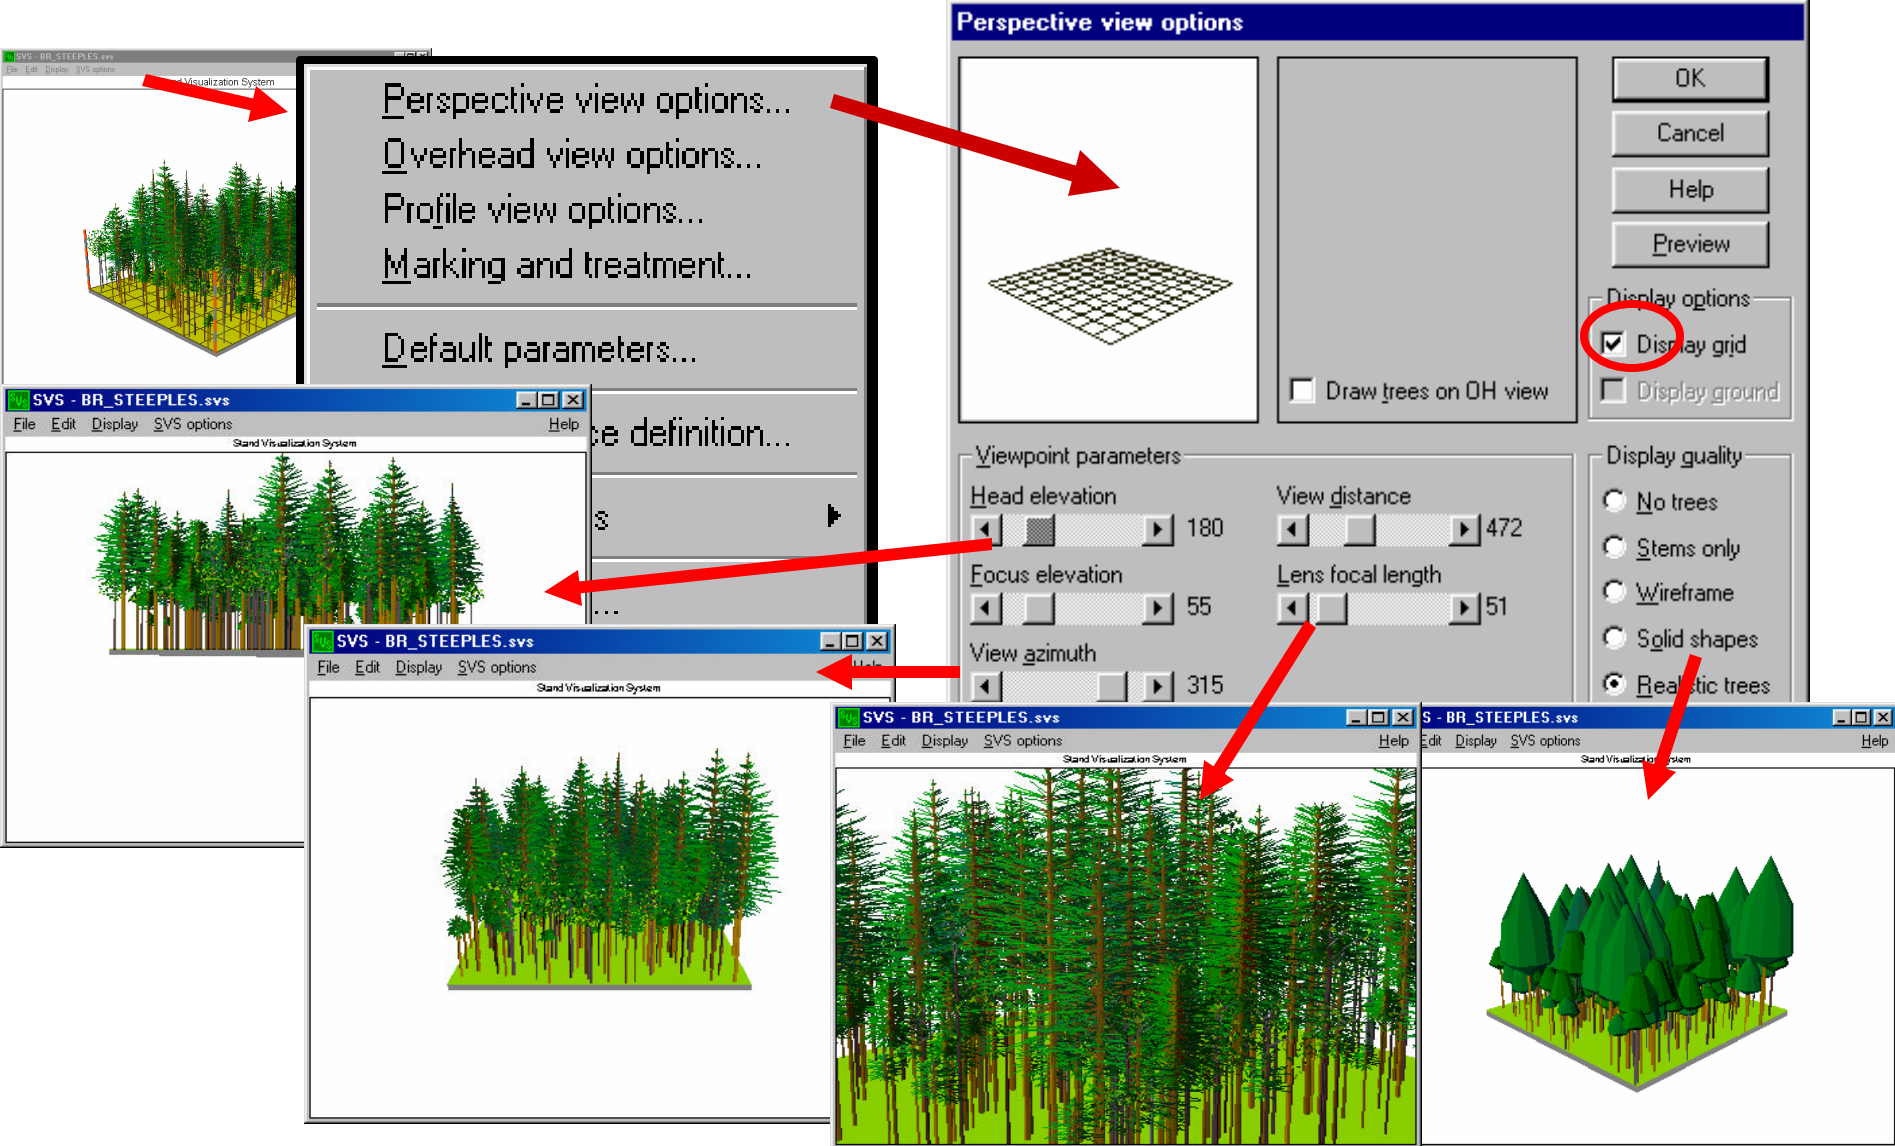 SVS - BR_STEEPLES.svs
File Edit Display SVS options
Visualization System
Perspective view options...
Overhead view options...
Profile view options...
Marking and treatment...
Default parameters...
ce definition...
s
...
Perspective view options
OK
Cancel
Help
Preview
Display options
Display grid
Display ground
Draw trees on OH view
Viewpoint parameters
Head elevation
180
View distance
472
Focus elevation
55
Lens focal length
51
View azimuth
315
Display quality
No trees
Stems only
Wireframe
Solid shapes
Realistic trees
SVS - BR_STEEPLES.svs
File Edit Display SVS options Help
Stand Visualization System
SVS - BR_STEEPLES.svs
File Edit Display SVS options Help
Stand Visualization System
SVS - BR_STEEPLES.svs
File Edit Display SVS options Help
Stand Visualization System
S - BR_STEEPLES.svs
Edit Display SVS options Help
Stand Visualization System